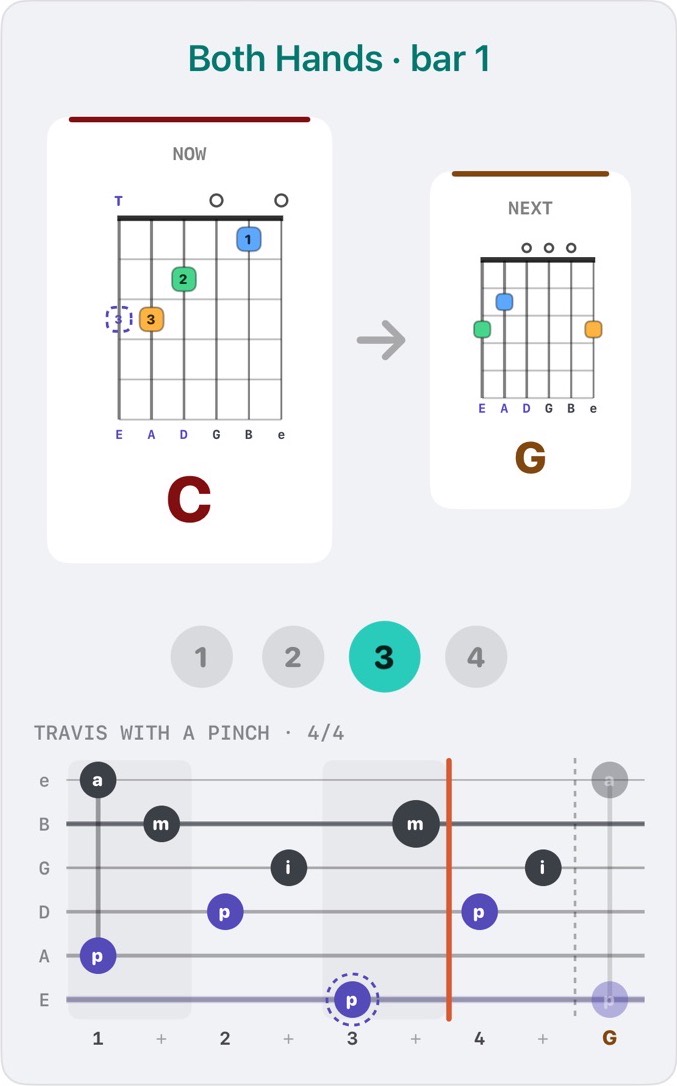 Both Hands · bar 1
NOW
T
1
2
3 3
E A D G B e
C
NEXT
E A D G B e
G
1 2 3 4
TRAVIS WITH A PINCH · 4/4
e a a
B m m
G i i
D p p
A p
E p p
1 + 2 + 3 + 4 + G